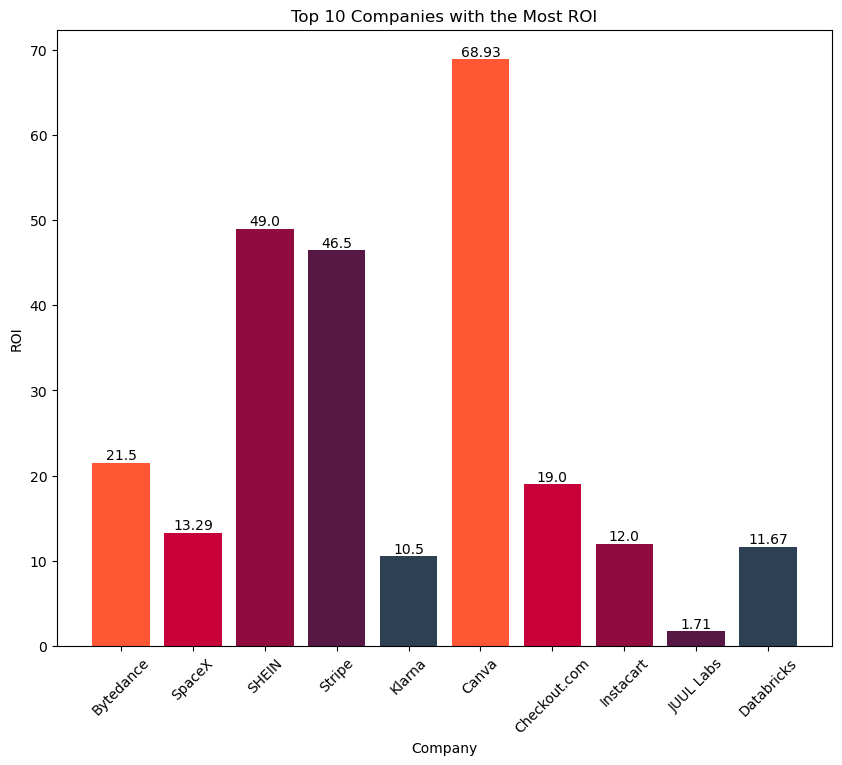 Top 10 Companies with the Most ROI
70
60
50
40
30
20
10
0
ROI
21.5
13.29
49.0
46.5
10.5
68.93
19.0
12.0
1.71
11.67
Bytedance
SpaceX
SHEIN
Stripe
Klarna
Canva
Checkout.com
Instacart
JUUL Labs
Databricks
Company